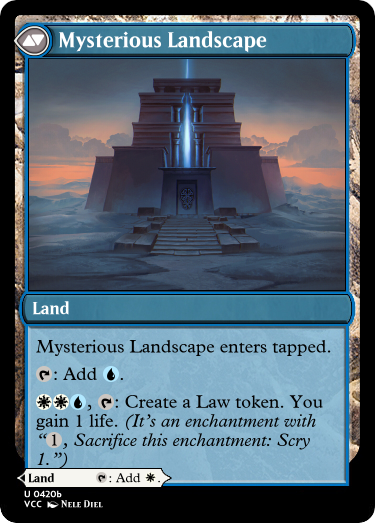 Mysterious Landscape
Land
Mysterious Landscape enters tapped.
: Add .
, : Create a Law token. You
gain 1 life. (It's an enchantment with
"1, Sacrifice this enchantment: Scry
1.")
Land : Add .
U 0420b
VCC NELE DIEL